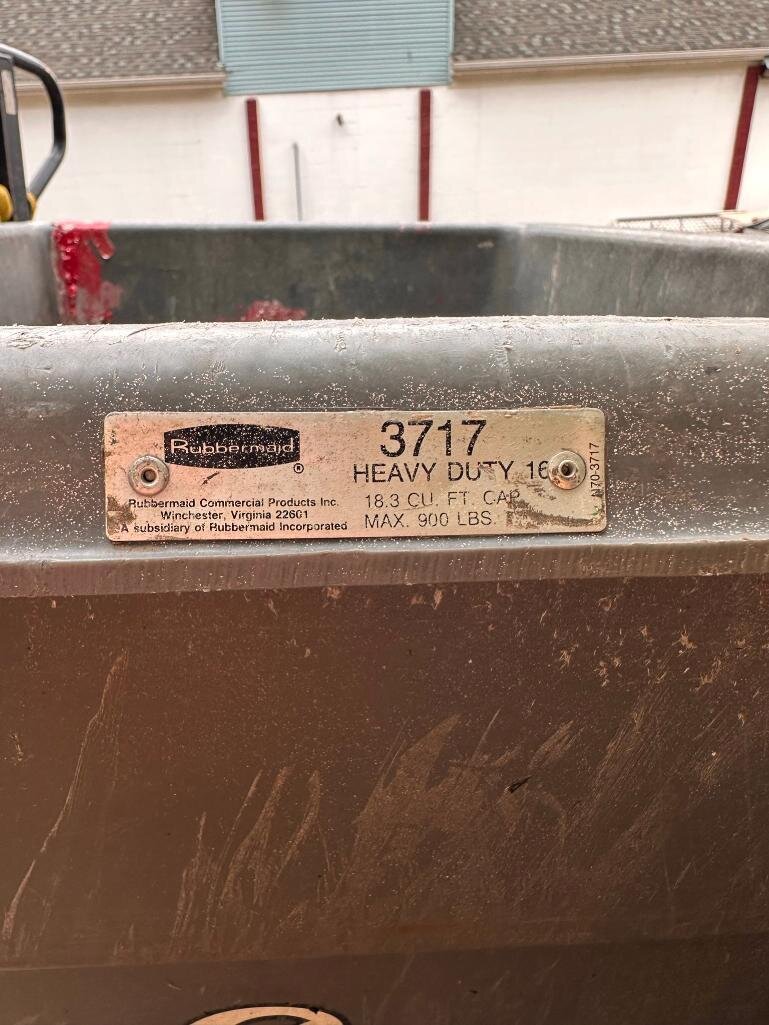 Rubbermaid
®
Rubbermaid Commercial Products Inc.
Winchester, Virginia 22601
A subsidiary of Rubbermaid Incorporated
3717
HEAVY DUTY 16
18.3 CU. FT. CAP
MAX. 900 LBS.
N70-3717